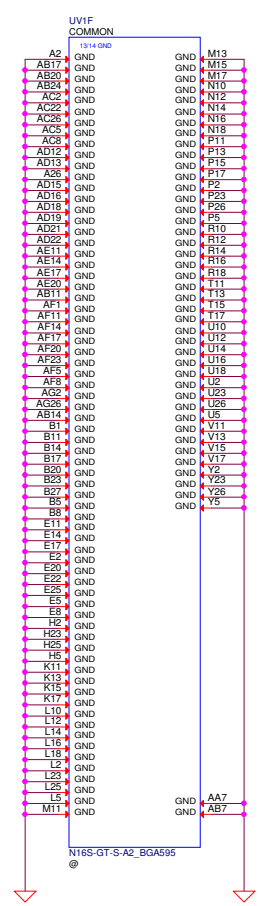 UV1F
COMMON
13/14 GND
A2 GND GND M13
AB17 GND GND M15
AB20 GND GND M17
AB24 GND GND N10
AC2 GND GND N12
AC22 GND GND N14
AC26 GND GND N16
AC5 GND GND N18
AC8 GND GND P11
AD12 GND GND P13
AD13 GND GND P15
A26 GND GND P17
AD15 GND GND P2
AD16 GND GND P23
AD18 GND GND P26
AD19 GND GND P5
AD21 GND GND R10
AD22 GND GND R12
AE11 GND GND R14
AE14 GND GND R16
AE17 GND GND R18
AE20 GND GND T11
AB11 GND GND T13
AF1 GND GND T15
AF11 GND GND T17
AF14 GND GND U10
AF17 GND GND U12
AF20 GND GND U14
AF23 GND GND U16
AF5 GND GND U18
AF8 GND GND U2
AG2 GND GND U23
AG26 GND GND U26
AB14 GND GND U5
B1 GND GND V11
B11 GND GND V13
B14 GND GND V15
B17 GND GND V17
B20 GND GND Y2
B23 GND GND Y23
B27 GND GND Y26
B5 GND GND Y5
B8 GND
E11 GND
E14 GND
E17 GND
E2 GND
E20 GND
E22 GND
E25 GND
E5 GND
E8 GND
H2 GND
H23 GND
H25 GND
H5 GND
K11 GND
K13 GND
K15 GND
K17 GND
L10 GND
L12 GND
L14 GND
L16 GND
L18 GND
L2 GND
L23 GND
L25 GND
L5 GND GND AA7
M11 GND GND AB7
N16S-GT-S-A2_BGA595
@